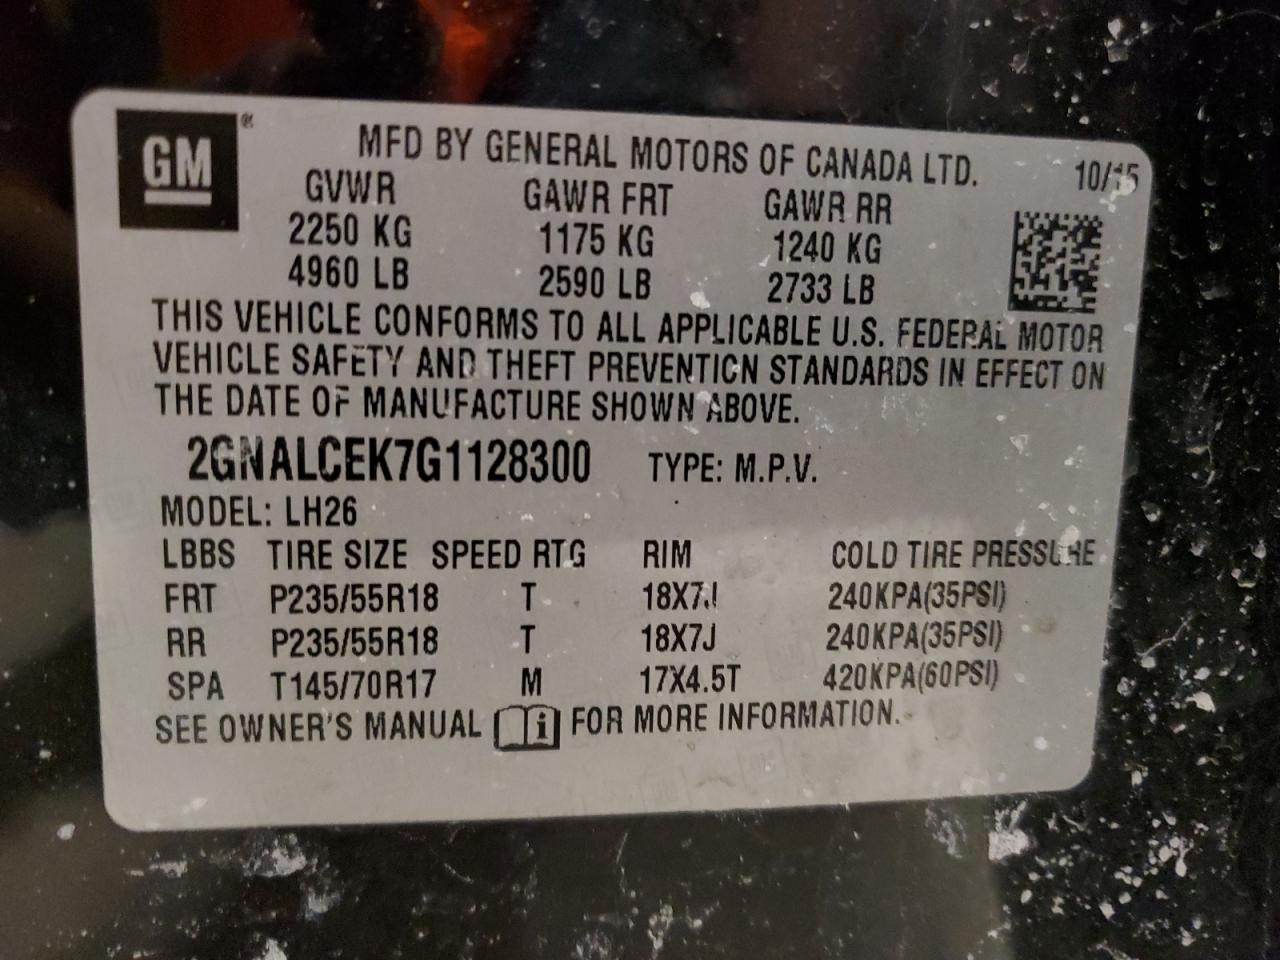 GM®
MFD BY GENERAL MOTORS OF CANADA LTD. 10/15
GVWR GAWR FRT GAWR RR
2250 KG 1175 KG 1240 KG
4960 LB 2590 LB 2733 LB
THIS VEHICLE CONFORMS TO ALL APPLICABLE U.S. FEDERAL MOTOR
VEHICLE SAFETY AND THEFT PREVENTION STANDARDS IN EFFECT ON
THE DATE OF MANUFACTURE SHOWN ABOVE.
2GNALCEK7G1128300 TYPE: M.P.V.
MODEL: LH26
LBBS TIRE SIZE SPEED RTG RIM COLD TIRE PRESSURE
FRT P235/55R18 T 18X7J 240KPA(35PSI)
RR P235/55R18 T 18X7J 240KPA(35PSI)
SPA T145/70R17 M 17X4.5T 420KPA(60PSI)
SEE OWNER'S MANUAL i FOR MORE INFORMATION.